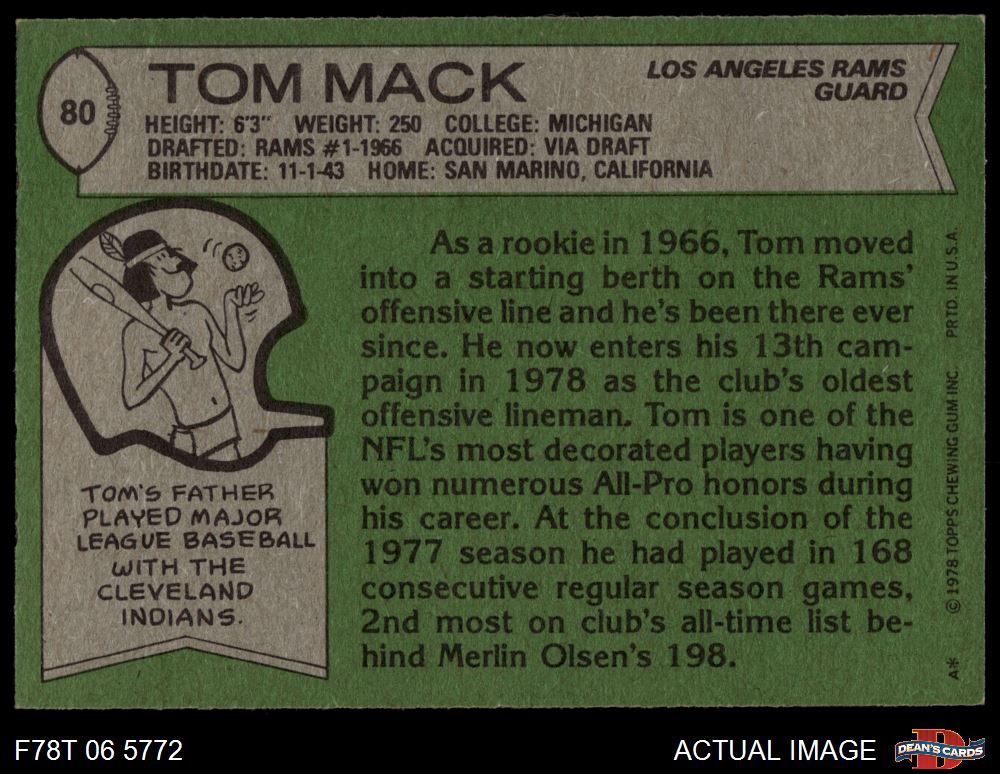 80
TOM MACK
LOS ANGELES RAMS
GUARD
HEIGHT: 6'3" WEIGHT: 250 COLLEGE: MICHIGAN
DRAFTED: RAMS #1-1966 ACQUIRED: VIA DRAFT
BIRTHDATE: 11-1-43 HOME: SAN MARINO, CALIFORNIA
TOM'S FATHER
PLAYED MAJOR
LEAGUE BASEBALL
WITH THE
CLEVELAND
INDIANS.
As a rookie in 1966, Tom moved
into a starting berth on the Rams'
offensive line and he's been there ever
since. He now enters his 13th cam-
paign in 1978 as the club's oldest
offensive lineman. Tom is one of the
NFL's most decorated players having
won numerous All-Pro honors during
his career. At the conclusion of the
1977 season he had played in 168
consecutive regular season games,
2nd most on club's all-time list be-
hind Merlin Olsen's 198.
A* © 1978 TOPPS CHEWING GUM INC. PRTD. IN U.S.A.
F78T 06 5772
ACTUAL IMAGE
D
DEAN'S CARDS